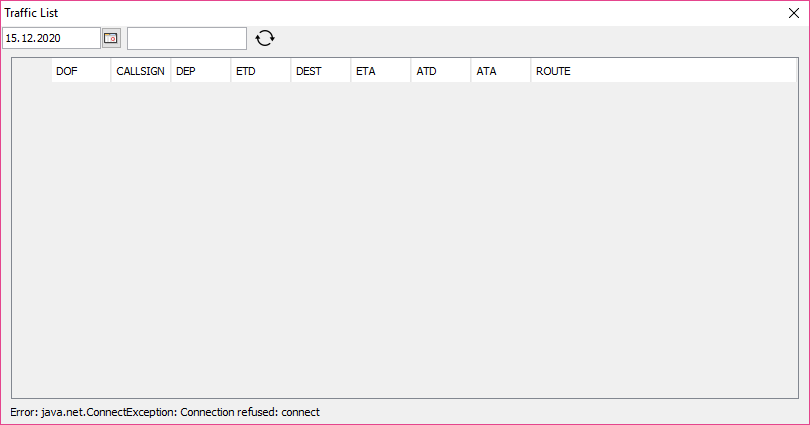 Traffic List
15.12.2020
DOF CALLSIGN DEP ETD DEST ETA ATD ATA ROUTE
Error: java.net.ConnectException: Connection refused: connect